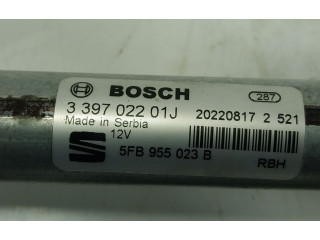 BOSCH 287
3 397 022 01J 20220817 2 521
Made in Serbia
12V
5FB 955 023 B RBH